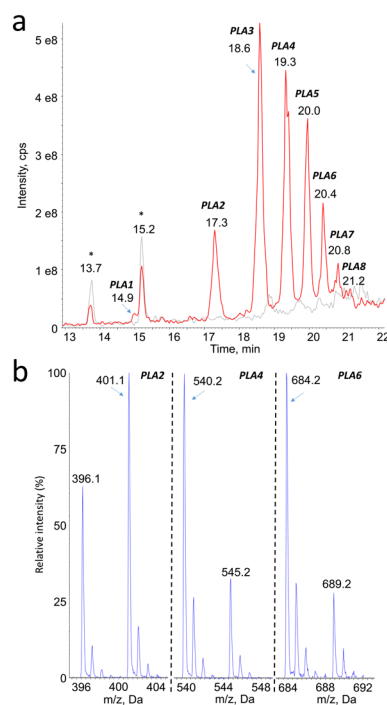 a
5 e8
4 e8
3 e8
2 e8
1 e8
0
Intensity, cps
PLA3
18.6
PLA4
19.3
PLA5
20.0
PLA6
20.4
PLA7
20.8
PLA8
21.2
PLA2
17.3
*
15.2
*
13.7
PLA1
14.9
13 14 15 16 17 18 19 20 21 22
Time, min
b
100
75
50
25
0
Relative intensity (%)
401.1 PLA2
396.1
540.2 PLA4
545.2
684.2 PLA6
689.2
396 400 404 540 544 548 684 688 692
m/z, Da m/z, Da m/z, Da